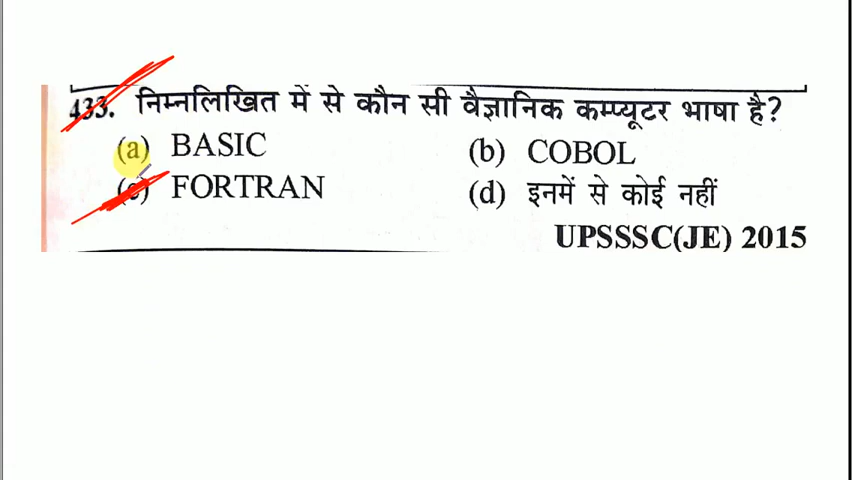 433. निम्नलिखित में से कौन सी वैज्ञानिक कम्प्यूटर भाषा है?
(a) BASIC (b) COBOL
(c) FORTRAN (d) इनमें से कोई नहीं
UPSSSC(JE) 2015